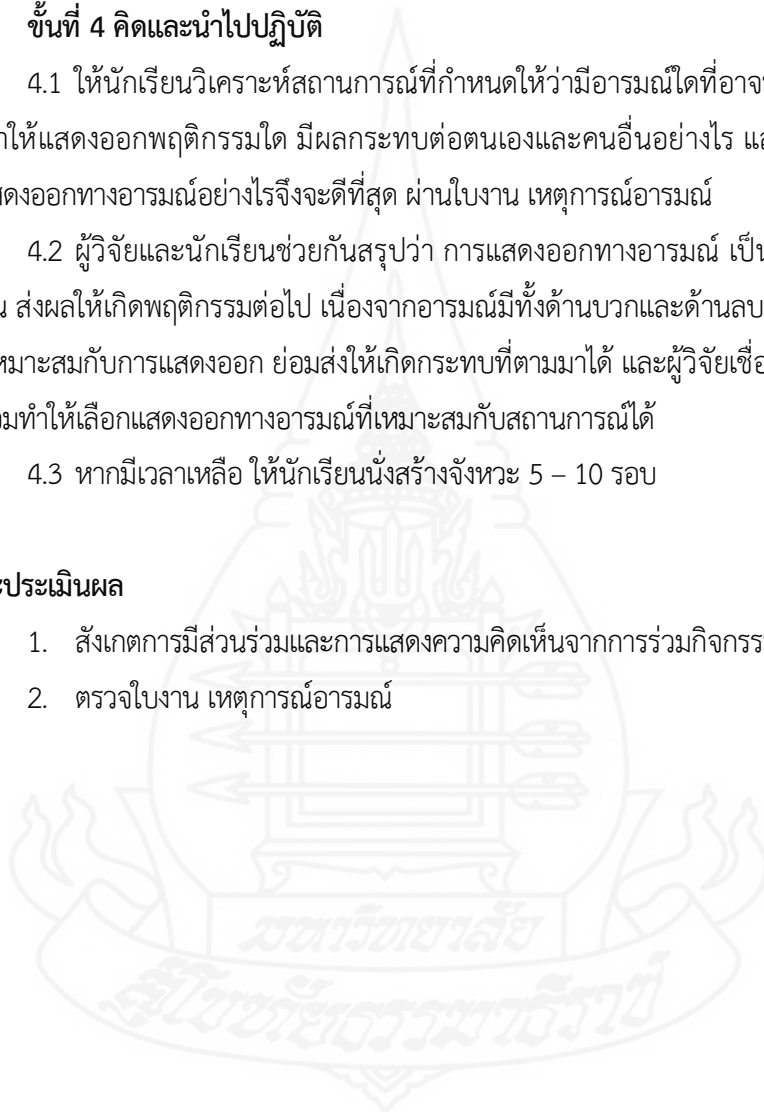 ขั้นที่ 4 คิดและนำไปปฏิบัติ
4.1 ให้นักเรียนวิเคราะห์สถานการณ์ที่กำหนดให้ว่ามีอารมณ์ใดที่อาจ
ให้แสดงออกพฤติกรรมใด มีผลกระทบต่อตนเองและคนอื่นอย่างไร
สดงออกทางอารมณ์อย่างไรจึงจะดีที่สุด ผ่านใบงาน เหตุการณ์อารมณ์
4.2 ผู้วิจัยและนักเรียนช่วยกันสรุปว่า การแสดงออกทางอารมณ์ เป็น
น ส่งผลให้เกิดพฤติกรรมต่อไป เนื่องจากอารมณ์มีทั้งด้านบวกและด้านลบ
หมาะสมกับการแสดงออก ย่อมส่งให้เกิดกระทบที่ตามมาได้ และผู้วิจัยเชื่อ
อมทำให้เลือกแสดงออกทางอารมณ์ที่เหมาะสมกับสถานการณ์ได้
4.3 หากมีเวลาเหลือ ให้นักเรียนนั่งสร้างจังหวะ 5 – 10 รอบ
ะประเมินผล
1. สังเกตการมีส่วนร่วมและการแสดงความคิดเห็นจากการร่วมกิจกรร
2. ตรวจใบงาน เหตุการณ์อารมณ์
มหาวิทยาลัย
สุโขทัยธรรมาธิราช